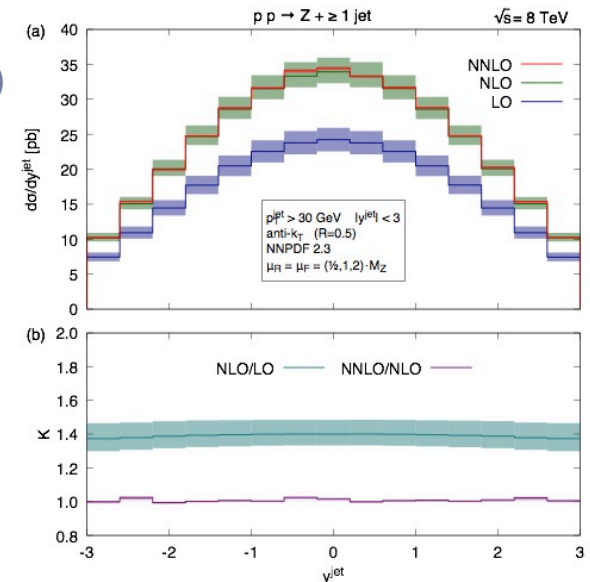 p p → Z + ≥ 1 jet √s = 8 TeV
(a)
40
35
30
25
20
15
10
5
0
dσ/dy^jet [pb]
NNLO
NLO
LO
p_T^jet > 30 GeV |y^jet| < 3
anti-k_T (R=0.5)
NNPDF 2.3
μ_R = μ_F = (½,1,2)·M_Z
(b)
2.0
1.8
1.6
1.4
1.2
1.0
0.8
K
NLO/LO NNLO/NLO
-3 -2 -1 0 1 2 3
y^jet